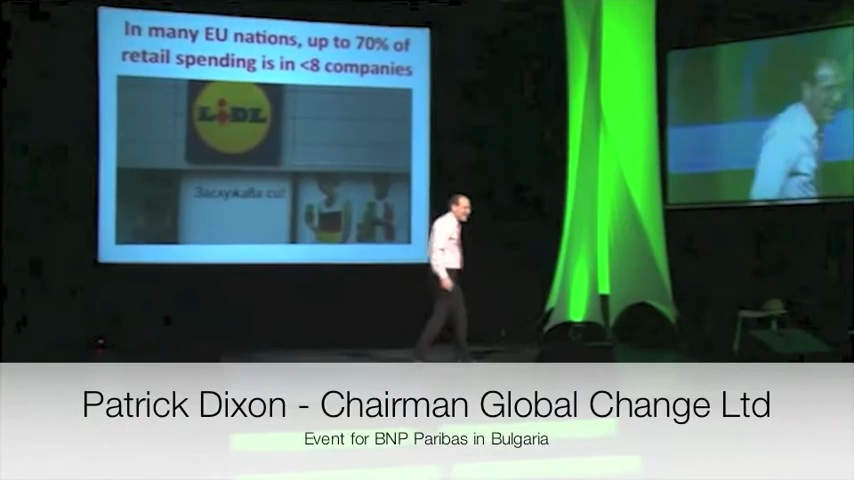 In many EU nations, up to 70% of
retail spending is in <8 companies
LiDL
Заслужава си!
Patrick Dixon - Chairman Global Change Ltd
Event for BNP Paribas in Bulgaria